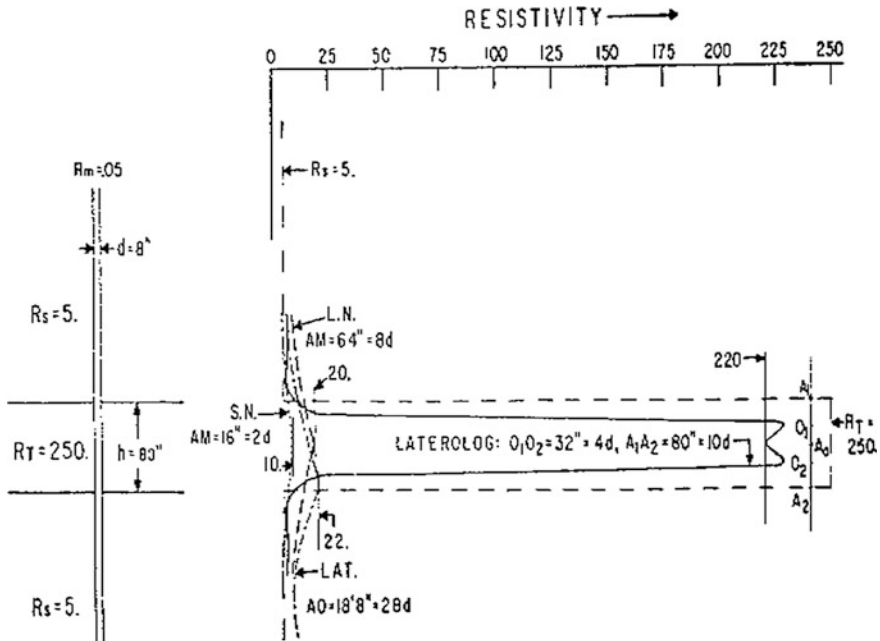 RESISTIVITY
0 25 50 75 100 125 150 175 200 225 250
Rm=.05
Rs=5.
d=8"
Rs=5.
L.N.
AM=64"=8d
220
20.
A1
S.N.
O1
RT=
250.
AM=16"=2d
RT=250.
h=80"
LATEROLOG: O1O2=32"=4d, A1A2=80"=10d
A0
10.
O2
A2
22.
LAT.
Rs=5.
AO=18'8"=28d